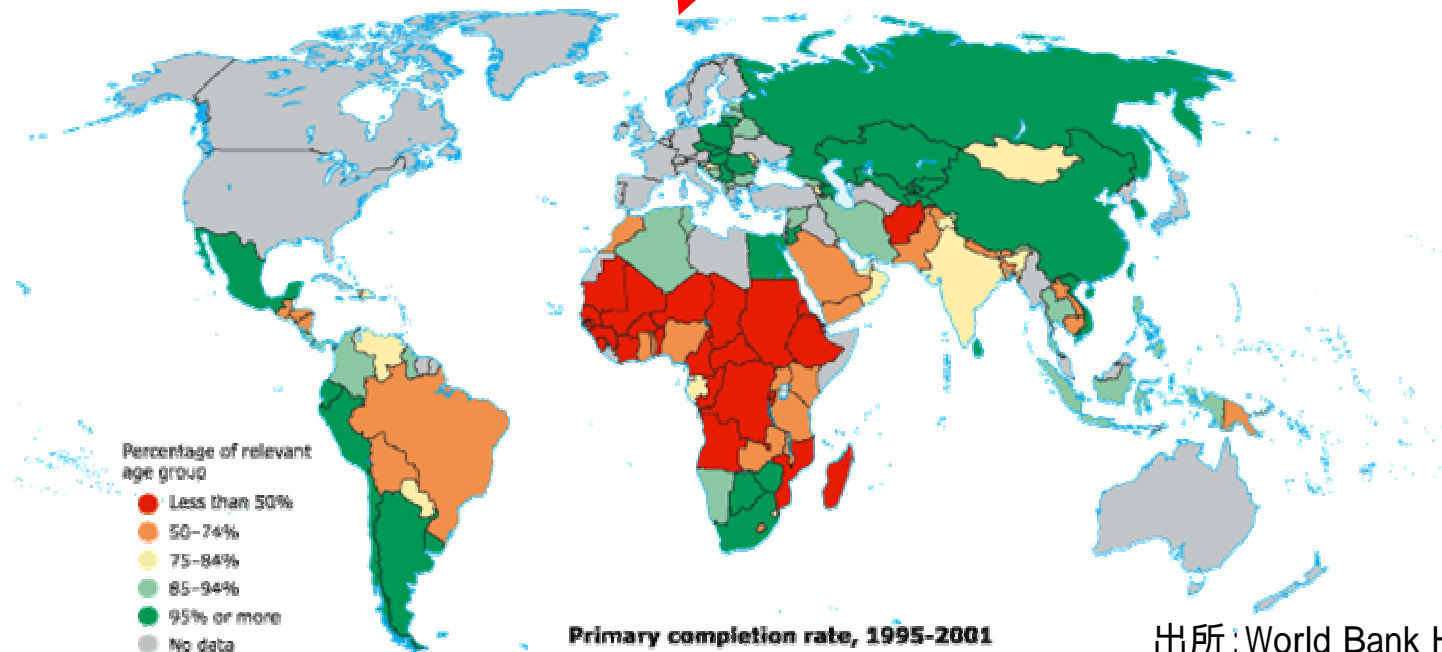 Percentage of relevant
age group
Less than 50%
50–74%
75–84%
85–94%
95% or more
No data
Primary completion rate, 1995–2001
出所:World Bank H